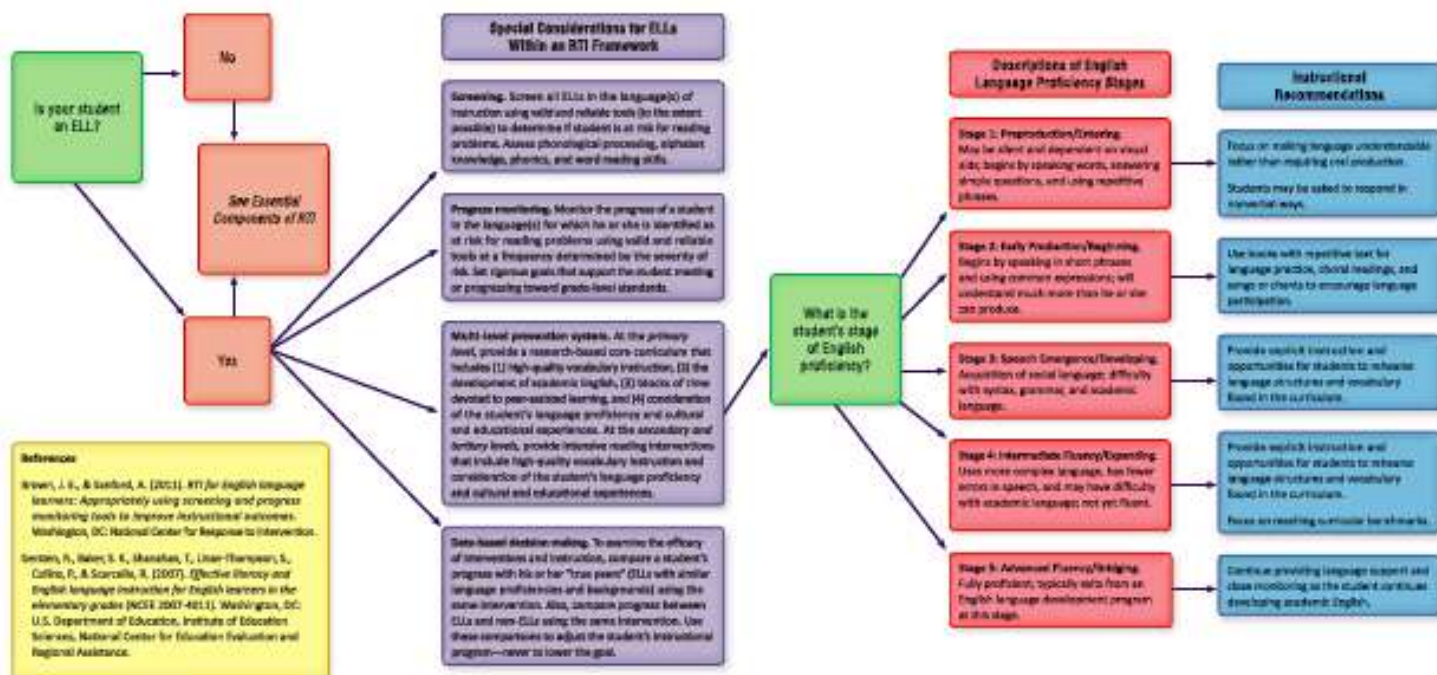 Is your student
an ELL?
No
See Essential
Components of RTI
Yes
References
Brown, J. E., & Sanford, A. (2011). RTI for English language
learners: Appropriately using screening and progress
monitoring tools to improve instructional outcomes.
Washington, DC: National Center for Response to Intervention.
Gersten, R., Baker, S. K., Shanahan, T., Linan-Thompson, S.,
Collins, P., & Scarcella, R. (2007). Effective literacy and
English language instruction for English learners in the
elementary grades (NCEE 2007-4011). Washington, DC:
U.S. Department of Education, Institute of Education
Sciences, National Center for Education Evaluation and
Regional Assistance.
Special Considerations for ELLs
Within an RTI Framework
Screening. Screen all ELLs in the language(s) of
instruction using valid and reliable tools (to the extent
possible) to determine if student is at risk for reading
problems. Assess phonological processing, alphabet
knowledge, phonics, and word reading skills.
Progress monitoring. Monitor the progress of a student
in the language(s) for which he or she is identified as
at risk for reading problems using valid and reliable
tools at a frequency determined by the severity of
risk. Set rigorous goals that support the student meeting
or progressing toward grade-level standards.
Multi-level prevention system. At the primary
level, provide a research-based core curriculum that
includes (1) high-quality vocabulary instruction, (2) the
development of academic English, (3) blocks of time
devoted to peer-assisted learning, and (4) consideration
of the student's language proficiency and cultural
and educational experiences. At the secondary and
tertiary levels, provide intensive reading interventions
that include high-quality vocabulary instruction and
consideration of the student's language proficiency
and cultural and educational experiences.
Data-based decision making. To examine the efficacy
of interventions and instruction, compare a student's
progress with his or her "true peers" (ELLs with similar
language proficiencies and backgrounds) using the
same intervention. Also, compare progress between
ELLs and non-ELLs using the same intervention. Use
these comparisons to adjust the student's instructional
program—never to lower the goal.
What is the
student's stage
of English
proficiency?
Descriptions of English
Language Proficiency Stages
Stage 1: Preproduction/Entering.
May be silent and dependent on visual
aids; begins by speaking words, answering
simple questions, and using repetitive
phrases.
Stage 2: Early Production/Beginning.
Begins by speaking in short phrases
and using common expressions; will
understand much more than he or she
can produce.
Stage 3: Speech Emergence/Developing.
Acquisition of social language; difficulty
with syntax, grammar, and academic
language.
Stage 4: Intermediate Fluency/Expanding.
Uses more complex language, has fewer
errors in speech, and may have difficulty
with academic language; not yet fluent.
Stage 5: Advanced Fluency/Bridging.
Fully proficient; typically exits from an
English language development program
at this stage.
Instructional
Recommendations
Focus on making language understandable
rather than requiring oral production.
Students may be asked to respond in
nonverbal ways.
Use books with repetitive text for
language practice, choral readings, and
songs or chants to encourage language
participation.
Provide explicit instruction and
opportunities for students to rehearse
language structures and vocabulary
found in the curriculum.
Provide explicit instruction and
opportunities for students to rehearse
language structures and vocabulary
found in the curriculum.
Focus on reaching curricular benchmarks.
Continue providing language support and
close monitoring as the student continues
developing academic English.